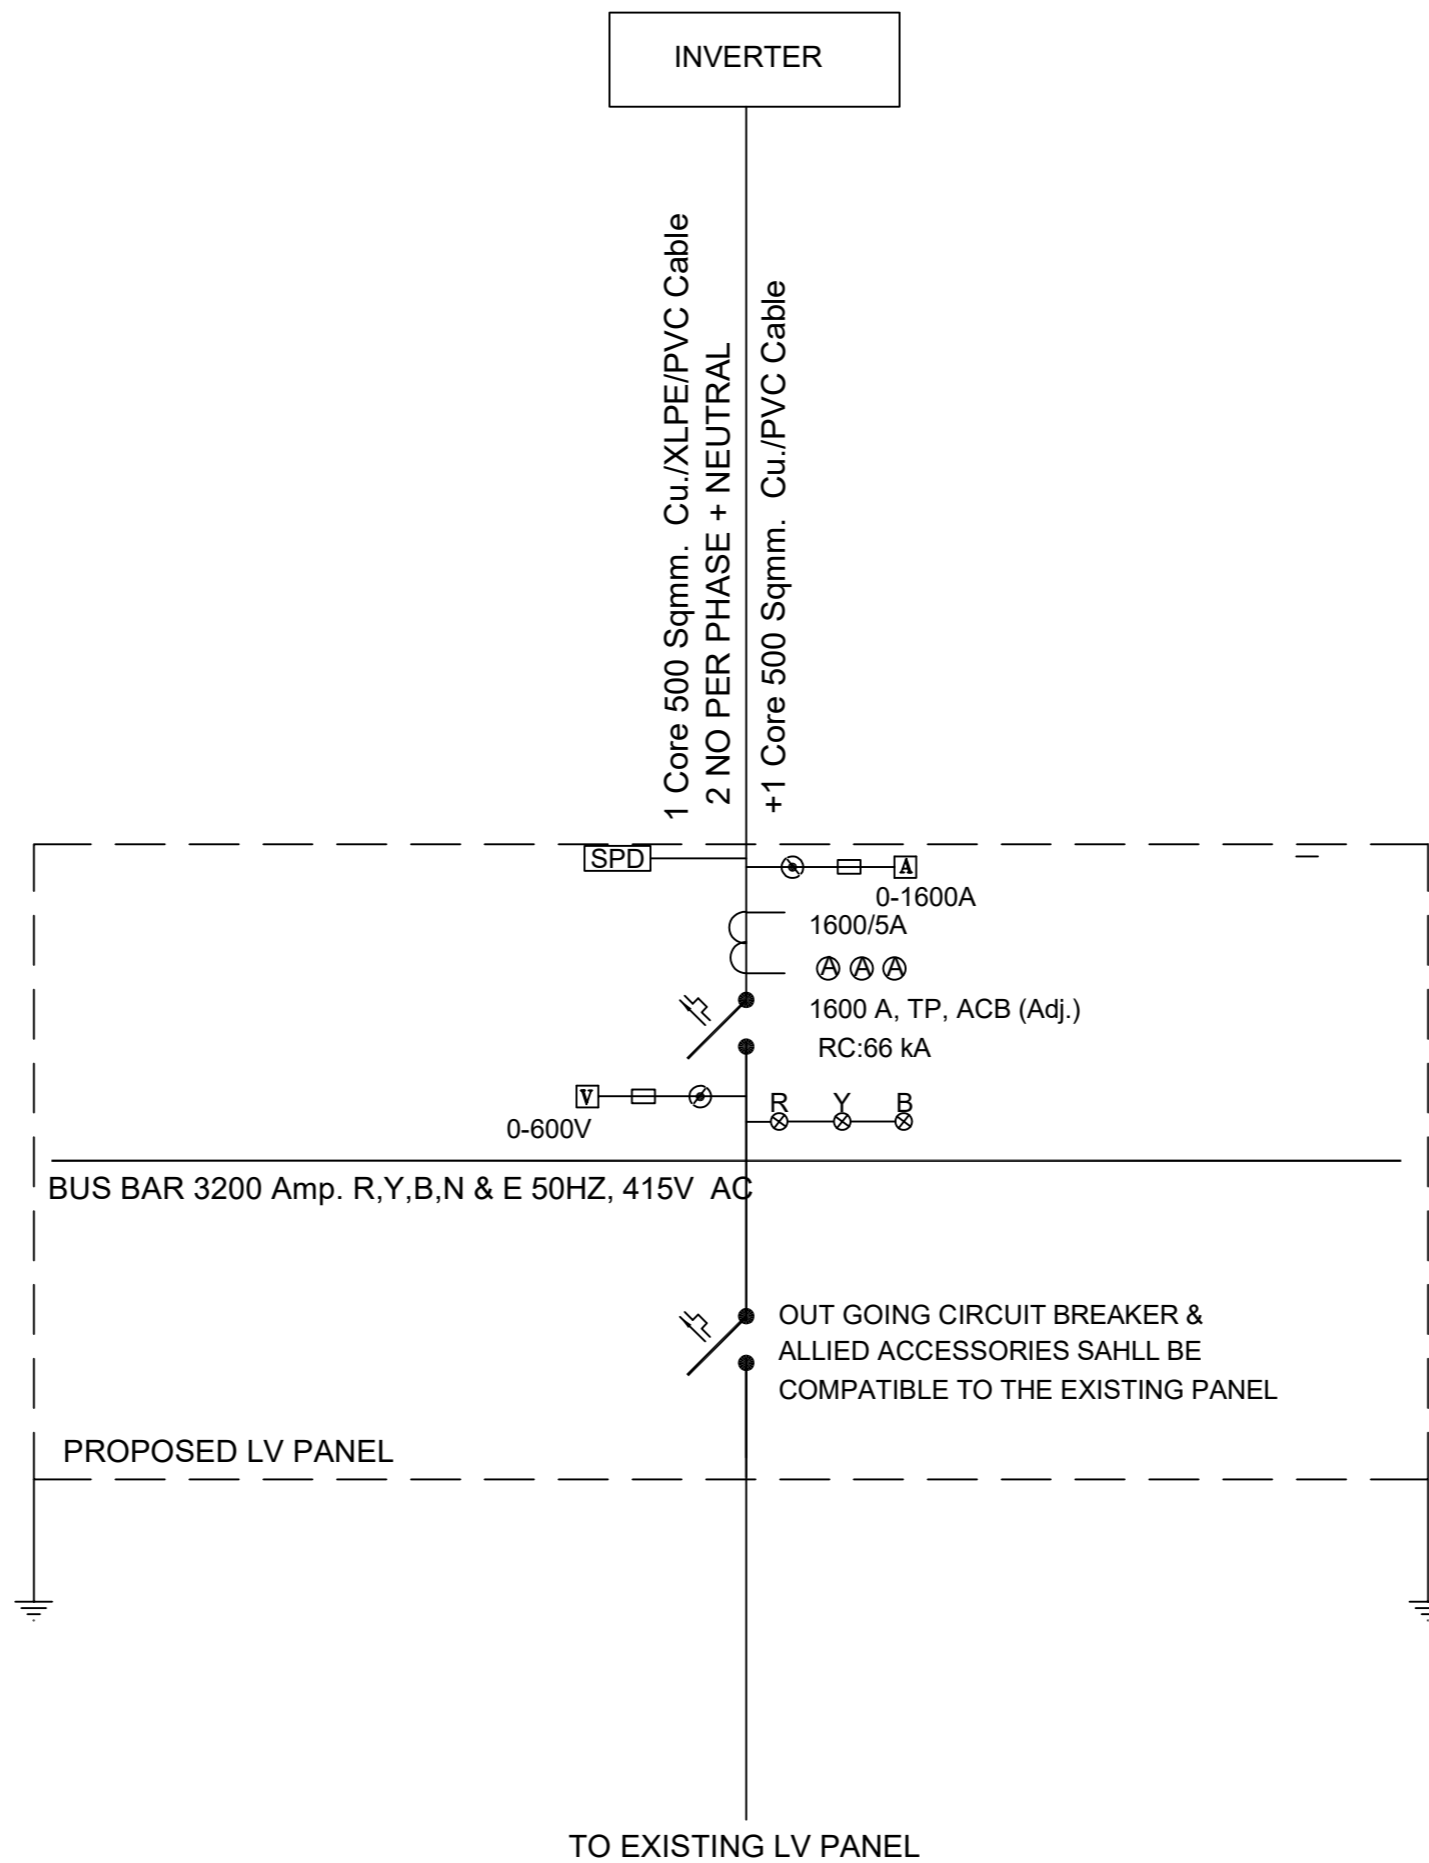 INVERTER
1 Core 500 Sqmm. Cu./XLPE/PVC Cable
2 NO PER PHASE + NEUTRAL
+1 Core 500 Sqmm. Cu./PVC Cable
SPD
A
0-1600A
1600/5A
A A A
1600 A, TP, ACB (Adj.)
RC:66 kA
V
0-600V
R Y B
BUS BAR 3200 Amp. R,Y,B,N & E 50HZ, 415V AC
OUT GOING CIRCUIT BREAKER &
ALLIED ACCESSORIES SAHLL BE
COMPATIBLE TO THE EXISTING PANEL
PROPOSED LV PANEL
TO EXISTING LV PANEL